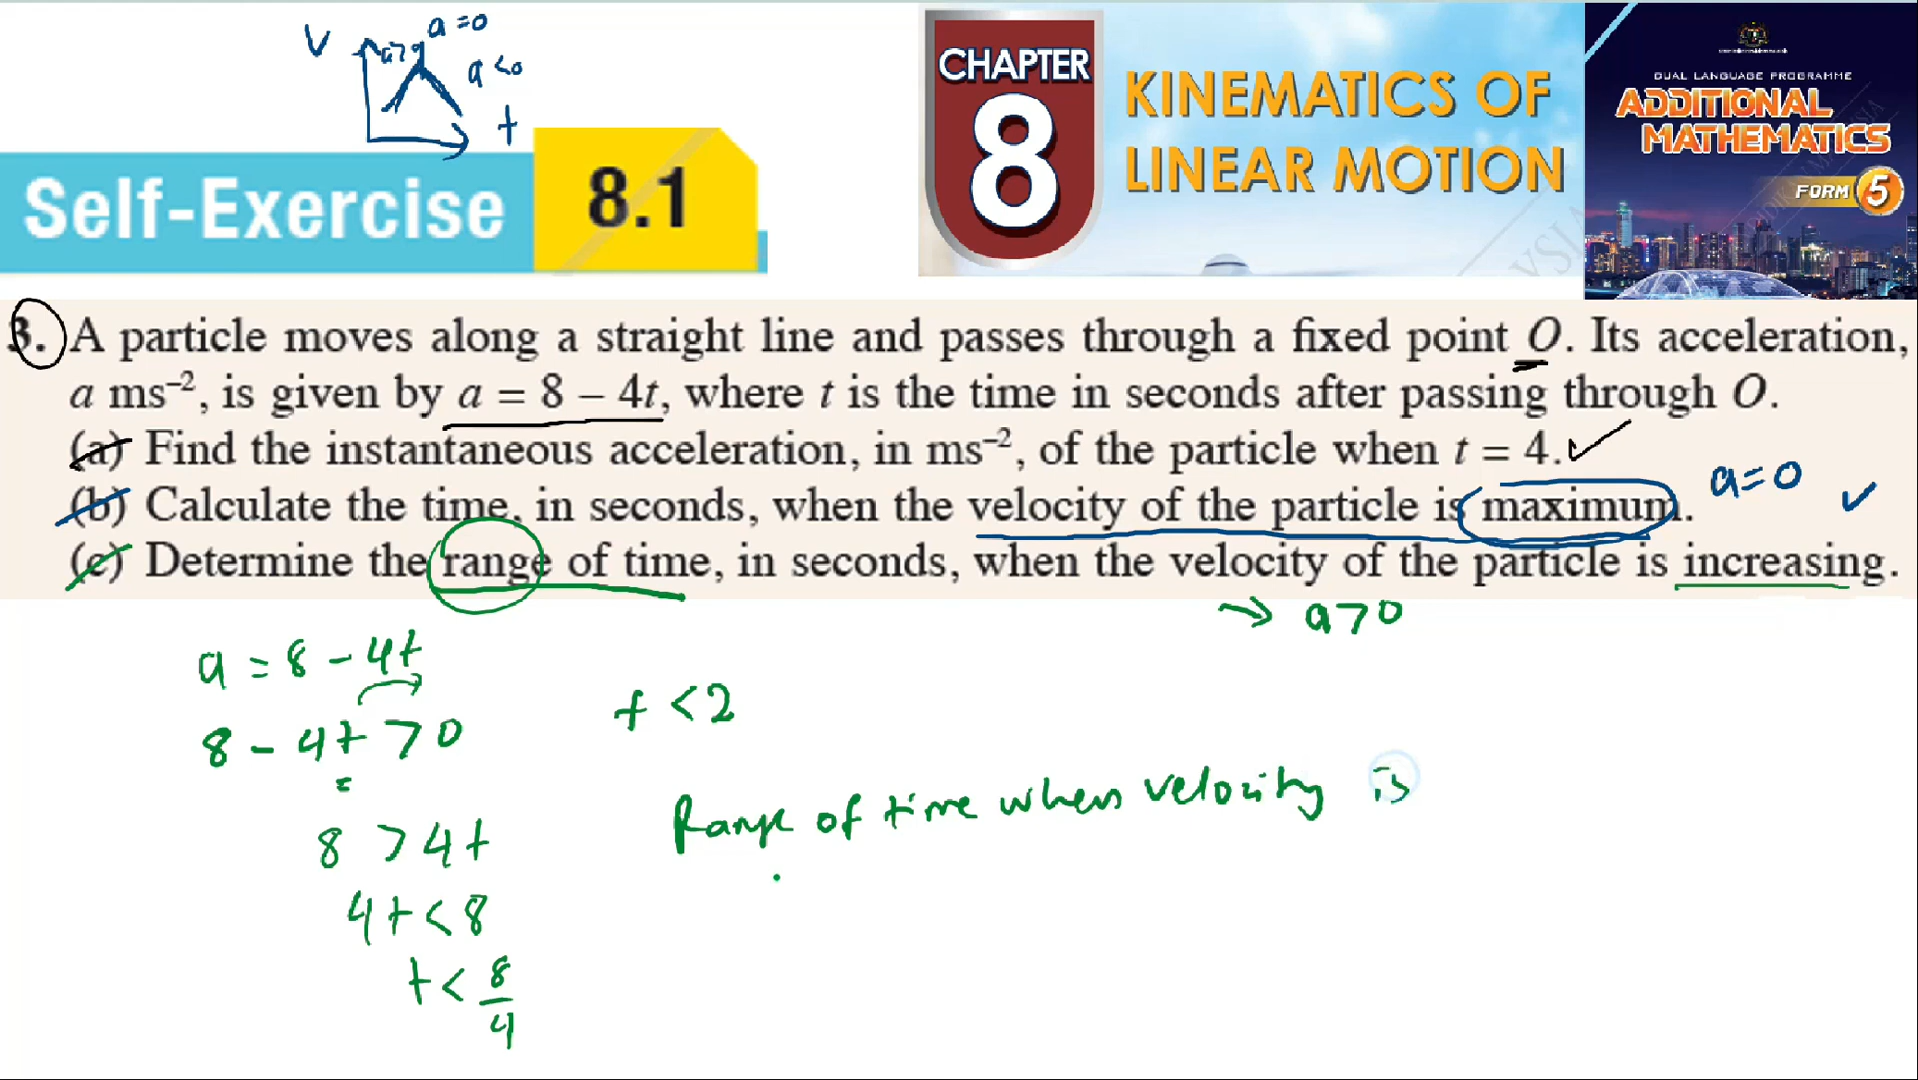 V
a>0
a=0
a<0
t
Self-Exercise 8.1
CHAPTER 8
KINEMATICS OF
LINEAR MOTION
DUAL LANGUAGE PROGRAMME
ADDITIONAL
MATHEMATICS
FORM 5
3. A particle moves along a straight line and passes through a fixed point O. Its acceleration,
a ms⁻², is given by a = 8 – 4t, where t is the time in seconds after passing through O.
(a) Find the instantaneous acceleration, in ms⁻², of the particle when t = 4. ✓
(b) Calculate the time, in seconds, when the velocity of the particle is maximum. a=0 ✓
(c) Determine the range of time, in seconds, when the velocity of the particle is increasing.
→ a>0
a = 8 - 4t
8 - 4t > 0
=
8 > 4t
4t < 8
t < 8/4
t < 2
Range of time when velocity is